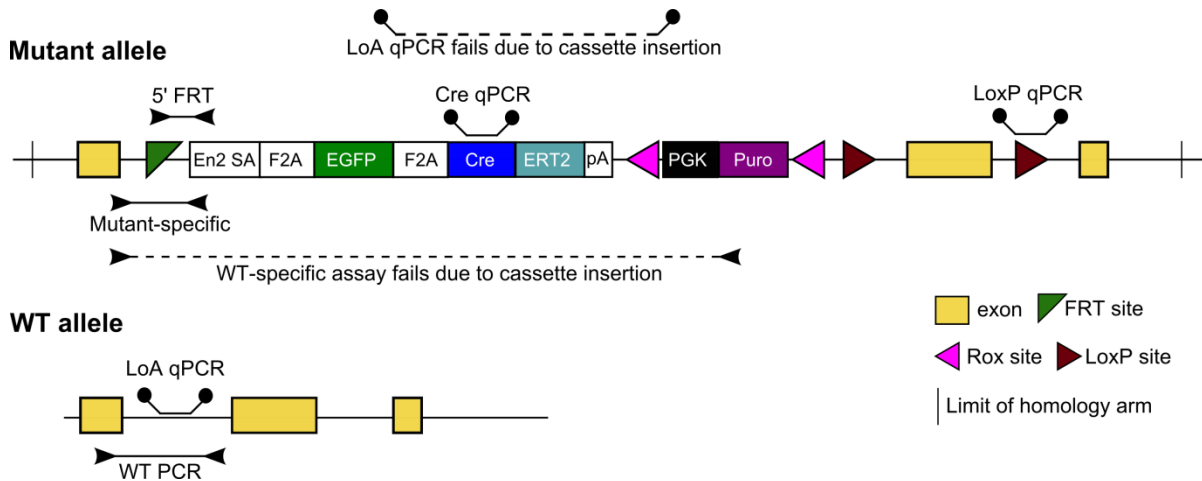 LoA qPCR fails due to cassette insertion
Mutant allele
5' FRT
Cre qPCR
LoxP qPCR
En2 SA F2A EGFP F2A Cre ERT2 pA PGK Puro
Mutant-specific
WT-specific assay fails due to cassette insertion
WT allele
LoA qPCR
WT PCR
exon FRT site
Rox site LoxP site
Limit of homology arm